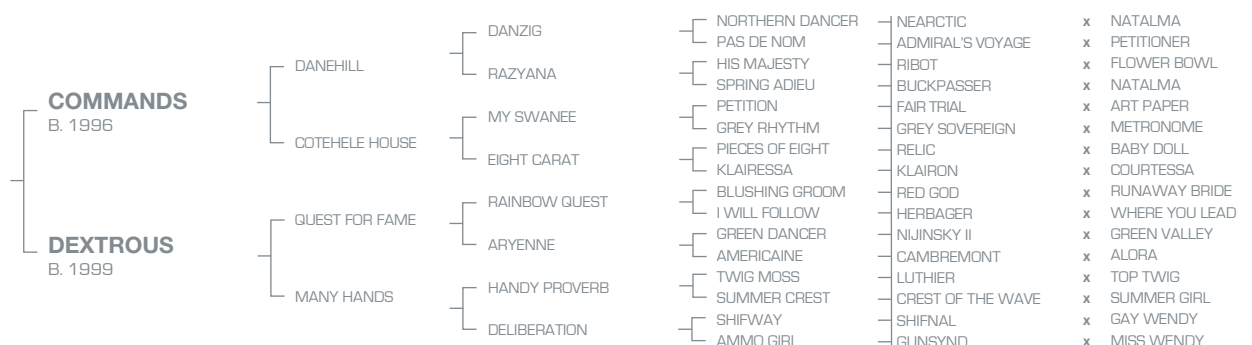 COMMANDS
B. 1996
DEXTROUS
B. 1999
DANEHILL
COTEHELE HOUSE
QUEST FOR FAME
MANY HANDS
DANZIG
RAZYANA
MY SWANEE
EIGHT CARAT
RAINBOW QUEST
ARYENNE
HANDY PROVERB
DELIBERATION
NORTHERN DANCER
PAS DE NOM
HIS MAJESTY
SPRING ADIEU
PETITION
GREY RHYTHM
PIECES OF EIGHT
KLAIRESSA
BLUSHING GROOM
I WILL FOLLOW
GREEN DANCER
AMERICAINE
TWIG MOSS
SUMMER CREST
SHIFWAY
AMMO GIRL
NEARCTIC x NATALMA
ADMIRAL'S VOYAGE x PETITIONER
RIBOT x FLOWER BOWL
BUCKPASSER x NATALMA
FAIR TRIAL x ART PAPER
GREY SOVEREIGN x METRONOME
RELIC x BABY DOLL
KLAIRON x COURTESSA
RED GOD x RUNAWAY BRIDE
HERBAGER x WHERE YOU LEAD
NIJINSKY II x GREEN VALLEY
CAMBREMONT x ALORA
LUTHIER x TOP TWIG
CREST OF THE WAVE x SUMMER GIRL
SHIFNAL x GAY WENDY
GUNSYND x MISS WENDY